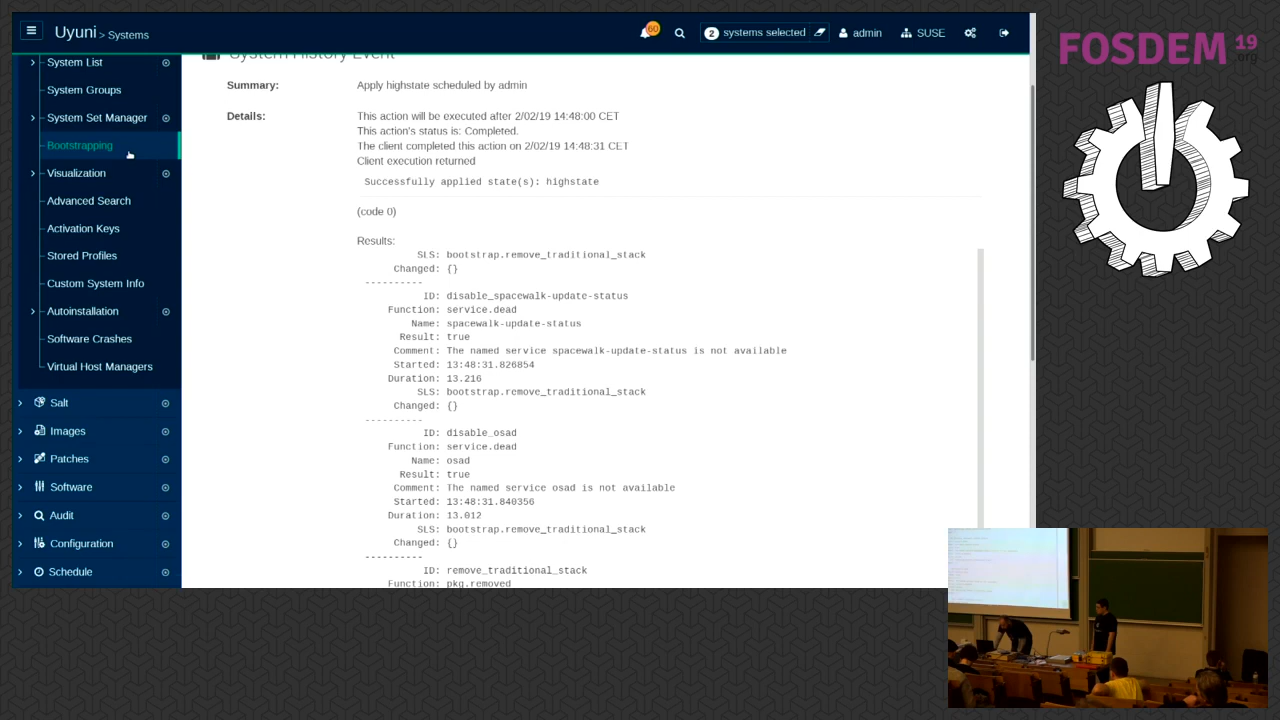 Uyuni > Systems
60
2 systems selected
admin
SUSE
FOSDEM 19
.org
System List
System Groups
System Set Manager
Bootstrapping
Visualization
Advanced Search
Activation Keys
Stored Profiles
Custom System Info
Autoinstallation
Software Crashes
Virtual Host Managers
Salt
Images
Patches
Software
Audit
Configuration
Schedule
System History Event
Summary: Apply highstate scheduled by admin
Details: This action will be executed after 2/02/19 14:48:00 CET
This action's status is: Completed.
The client completed this action on 2/02/19 14:48:31 CET
Client execution returned
Successfully applied state(s): highstate
(code 0)
Results:
SLS: bootstrap.remove_traditional_stack
Changed: {}
----------
ID: disable_spacewalk-update-status
Function: service.dead
Name: spacewalk-update-status
Result: true
Comment: The named service spacewalk-update-status is not available
Started: 13:48:31.826854
Duration: 13.216
SLS: bootstrap.remove_traditional_stack
Changed: {}
----------
ID: disable_osad
Function: service.dead
Name: osad
Result: true
Comment: The named service osad is not available
Started: 13:48:31.840356
Duration: 13.012
SLS: bootstrap.remove_traditional_stack
Changed: {}
----------
ID: remove_traditional_stack
Function: pkg.removed